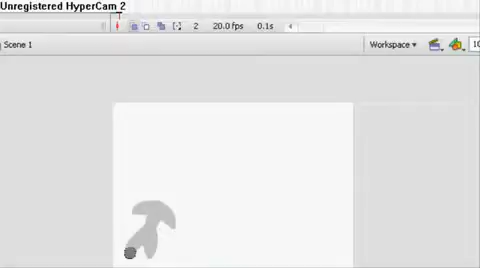 Unregistered HyperCam 2
2 20.0 fps 0.1s
Scene 1 Workspace